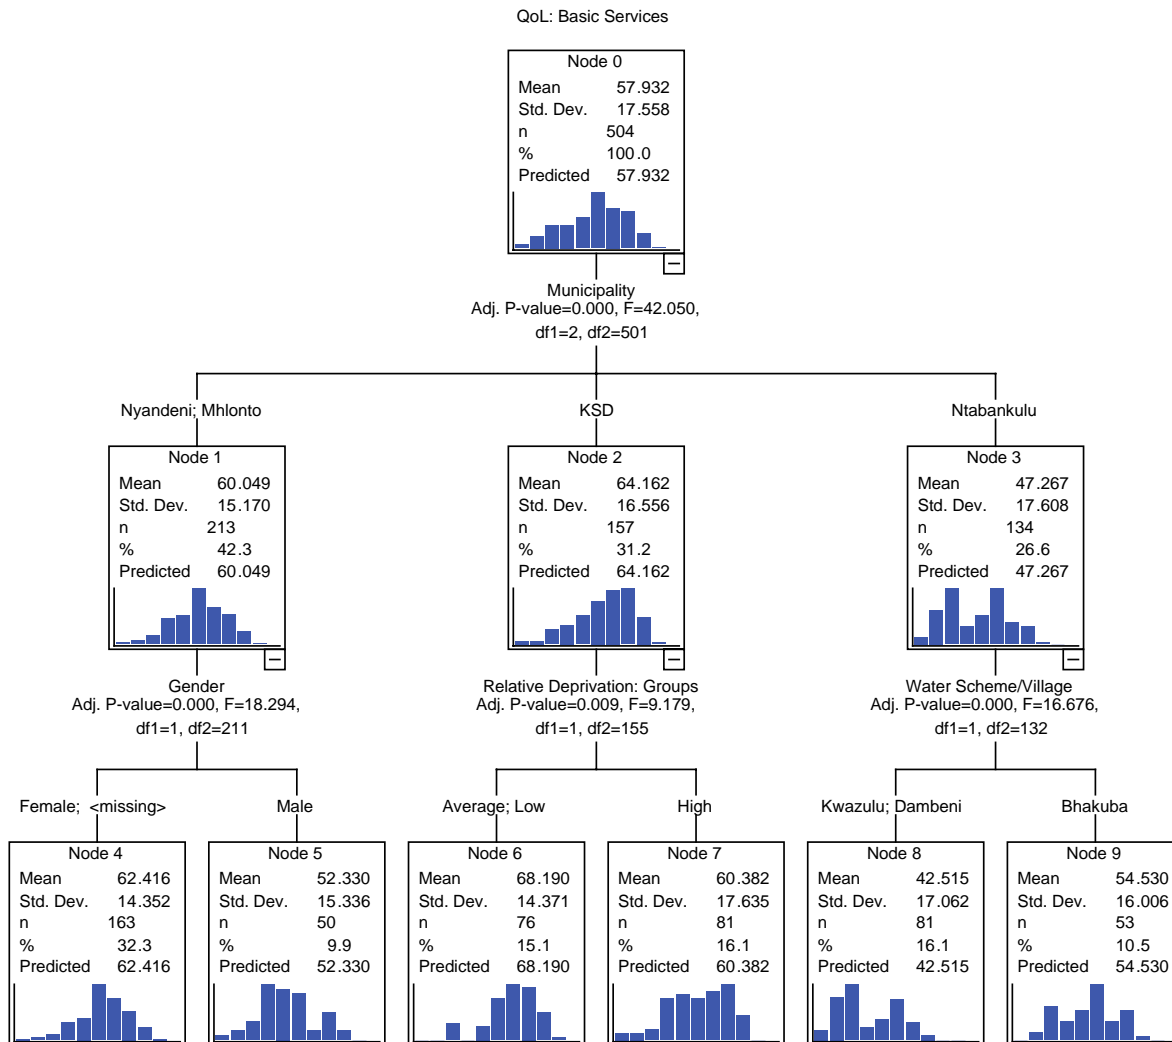 QoL: Basic Services
Node 0
Mean 57.932
Std. Dev. 17.558
n 504
% 100.0
Predicted 57.932
Municipality
Adj. P-value=0.000, F=42.050,
df1=2, df2=501
Nyandeni; Mhlonto
KSD
Ntabankulu
Node 1
Mean 60.049
Std. Dev. 15.170
n 213
% 42.3
Predicted 60.049
Node 2
Mean 64.162
Std. Dev. 16.556
n 157
% 31.2
Predicted 64.162
Node 3
Mean 47.267
Std. Dev. 17.608
n 134
% 26.6
Predicted 47.267
Gender
Adj. P-value=0.000, F=18.294,
df1=1, df2=211
Relative Deprivation: Groups
Adj. P-value=0.009, F=9.179,
df1=1, df2=155
Water Scheme/Village
Adj. P-value=0.000, F=16.676,
df1=1, df2=132
Female; <missing>
Male
Average; Low
High
Kwazulu; Dambeni
Bhakuba
Node 4
Mean 62.416
Std. Dev. 14.352
n 163
% 32.3
Predicted 62.416
Node 5
Mean 52.330
Std. Dev. 15.336
n 50
% 9.9
Predicted 52.330
Node 6
Mean 68.190
Std. Dev. 14.371
n 76
% 15.1
Predicted 68.190
Node 7
Mean 60.382
Std. Dev. 17.635
n 81
% 16.1
Predicted 60.382
Node 8
Mean 42.515
Std. Dev. 17.062
n 81
% 16.1
Predicted 42.515
Node 9
Mean 54.530
Std. Dev. 16.006
n 53
% 10.5
Predicted 54.530